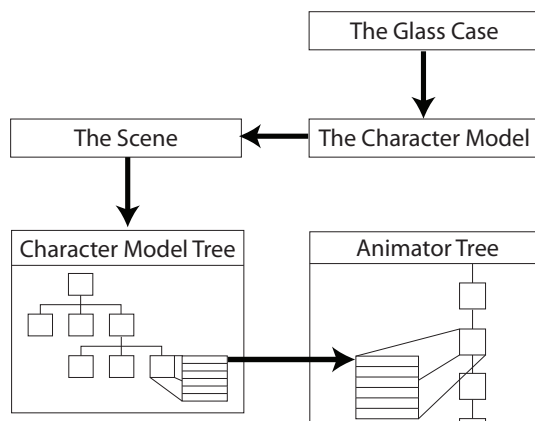 The Glass Case
The Scene
The Character Model
Character Model Tree
Animator Tree